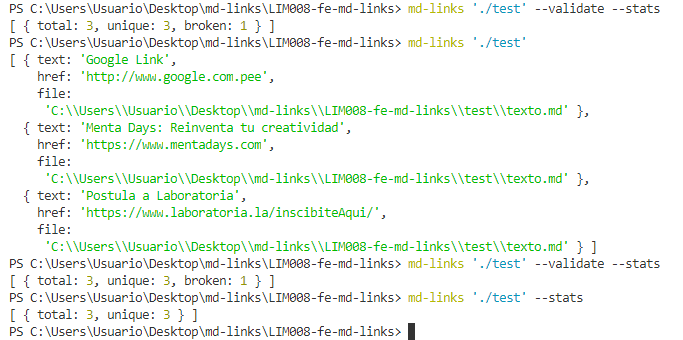 PS C:\Users\Usuario\Desktop\md-links\LIM008-fe-md-links> md-links './test' --validate --stats
[ { total: 3, unique: 3, broken: 1 } ]
PS C:\Users\Usuario\Desktop\md-links\LIM008-fe-md-links> md-links './test'
[ { text: 'Google Link',
href: 'http://www.google.com.pee',
file:
'C:\\Users\\Usuario\\Desktop\\md-links\\LIM008-fe-md-links\\test\\texto.md' },
{ text: 'Menta Days: Reinventa tu creatividad',
href: 'https://www.mentadays.com',
file:
'C:\\Users\\Usuario\\Desktop\\md-links\\LIM008-fe-md-links\\test\\texto.md' },
{ text: 'Postula a Laboratoria',
href: 'https://www.laboratoria.la/inscibiteAqui/',
file:
'C:\\Users\\Usuario\\Desktop\\md-links\\LIM008-fe-md-links\\test\\texto.md' } ]
PS C:\Users\Usuario\Desktop\md-links\LIM008-fe-md-links> md-links './test' --validate --stats
[ { total: 3, unique: 3, broken: 1 } ]
PS C:\Users\Usuario\Desktop\md-links\LIM008-fe-md-links> md-links './test' --stats
[ { total: 3, unique: 3 } ]
PS C:\Users\Usuario\Desktop\md-links\LIM008-fe-md-links>